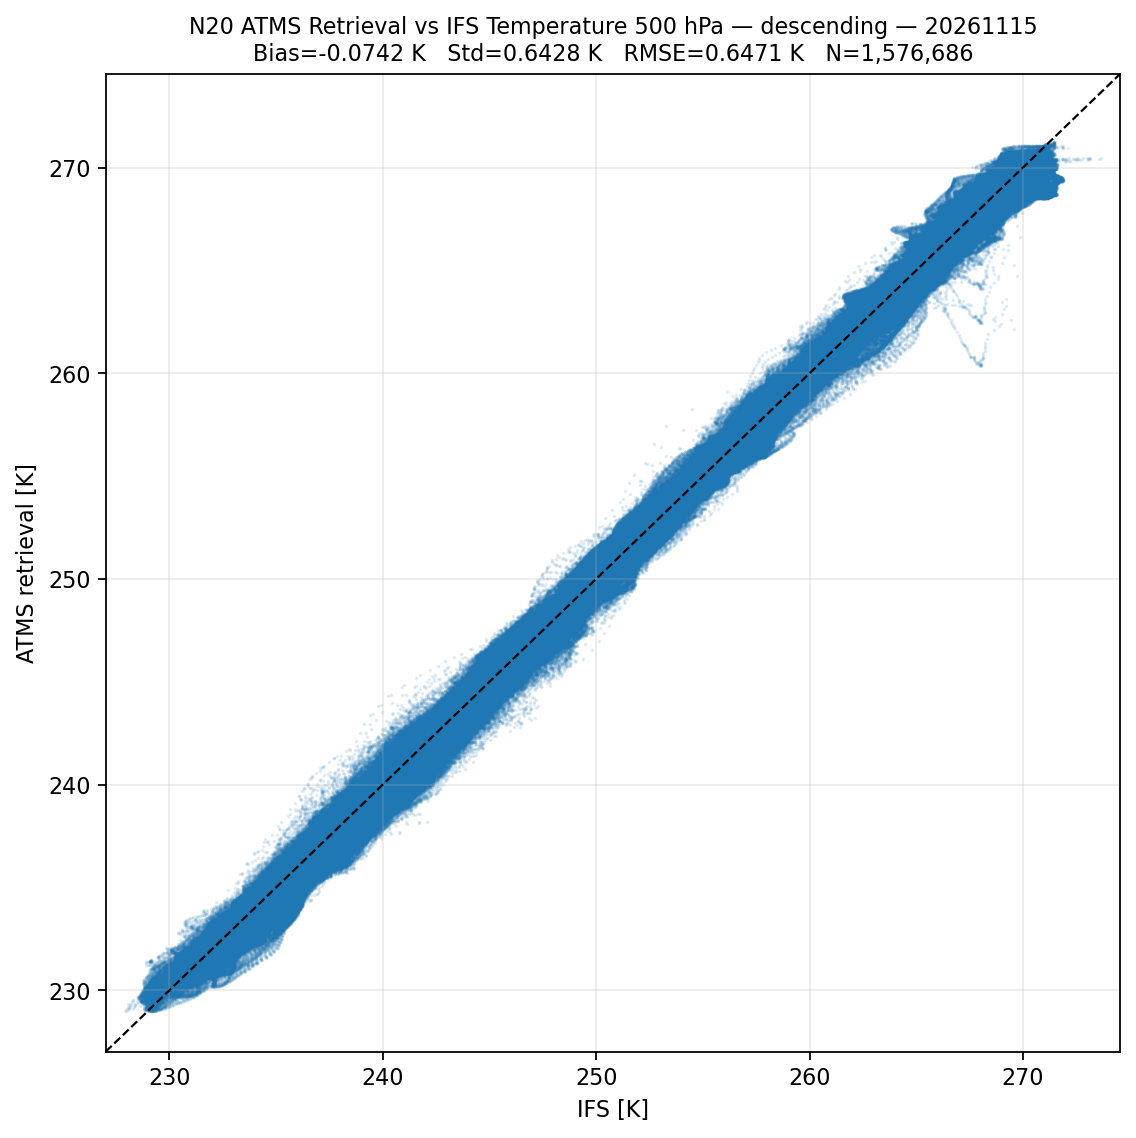 N20 ATMS Retrieval vs IFS Temperature 500 hPa — descending — 20261115
Bias=-0.0742 K   Std=0.6428 K   RMSE=0.6471 K   N=1,576,686
270
260
250
240
230
ATMS retrieval [K]
230 240 250 260 270
IFS [K]